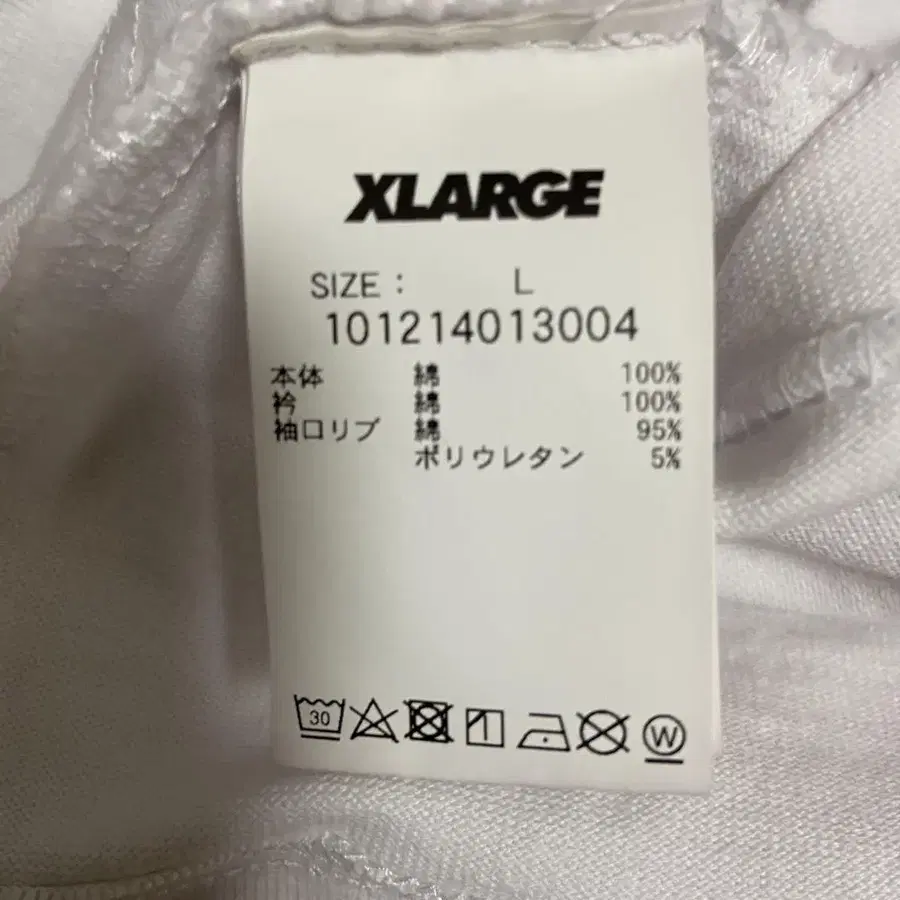 XLARGE
SIZE : L
101214013004
本体 綿 100%
衿 綿 100%
袖口リブ 綿 95%
ポリウレタン 5%
30 W